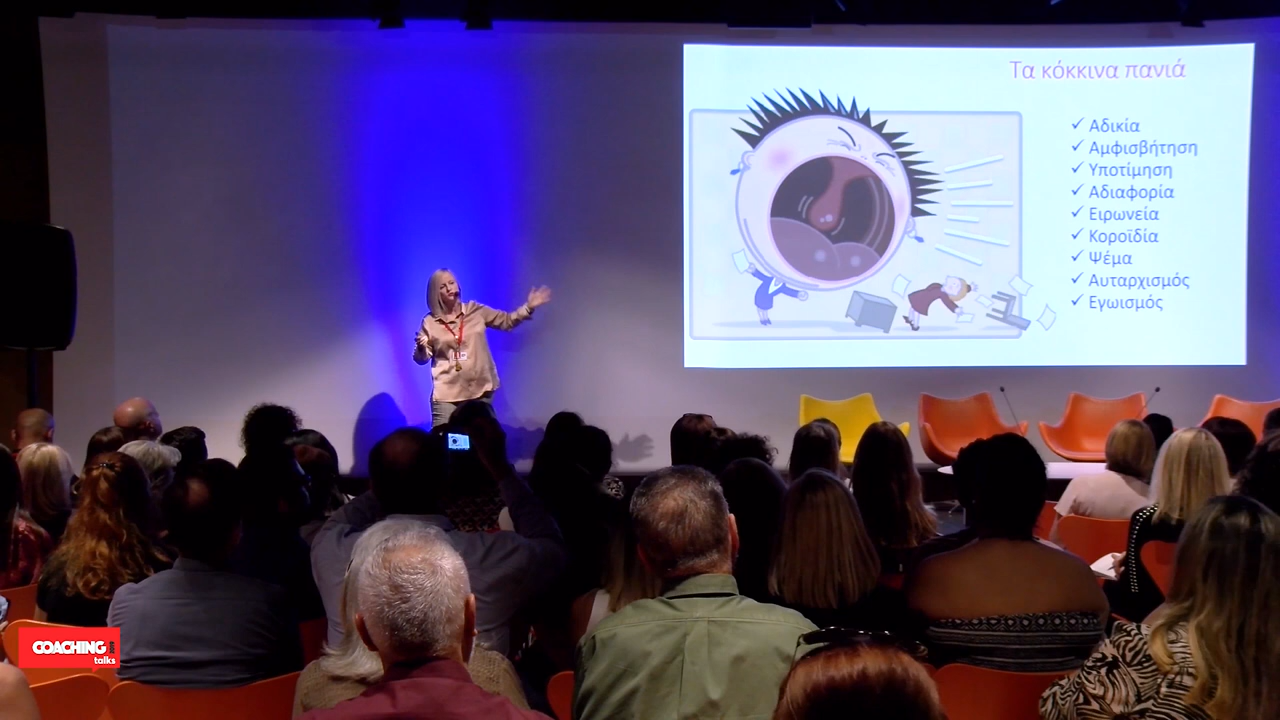 Τα κόκκινα πανιά
✓ Αδικία
✓ Αμφισβήτηση
✓ Υποτίμηση
✓ Αδιαφορία
✓ Ειρωνεία
✓ Κοροϊδία
✓ Ψέμα
✓ Αυταρχισμός
✓ Εγωισμός
COACHING
talks